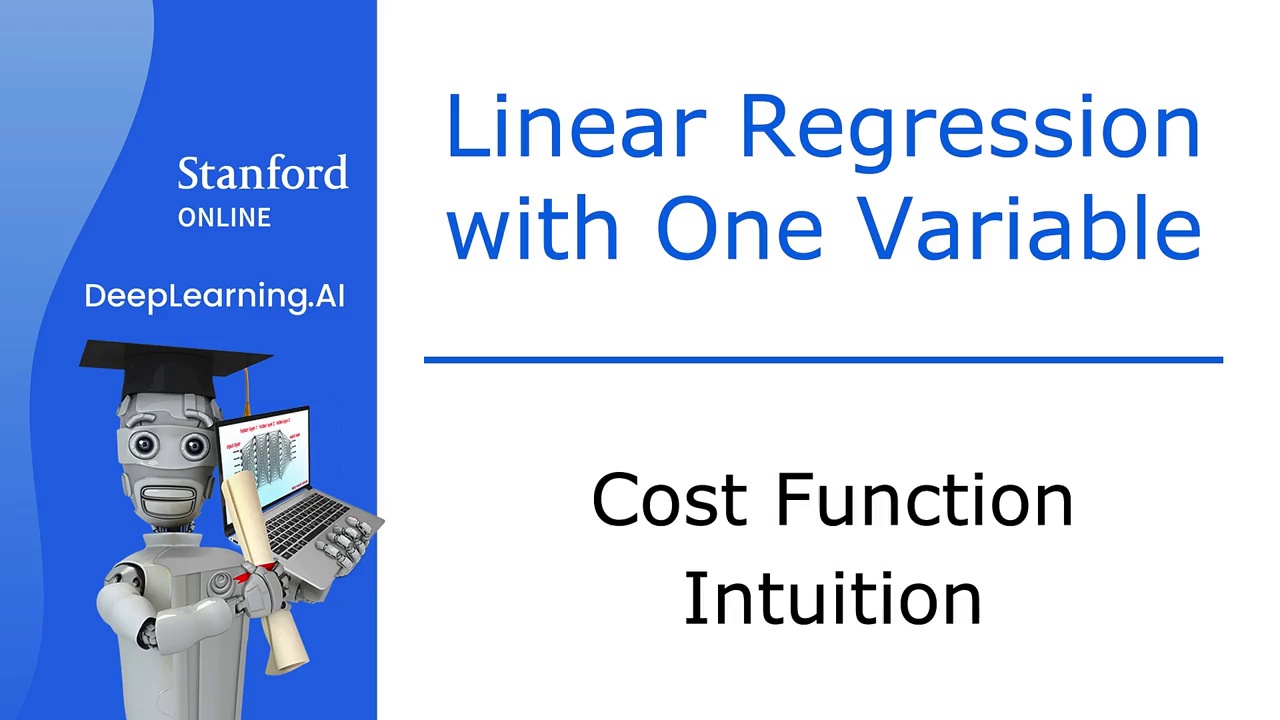 Stanford
ONLINE
DeepLearning.AI
Linear Regression
with One Variable
Cost Function
Intuition